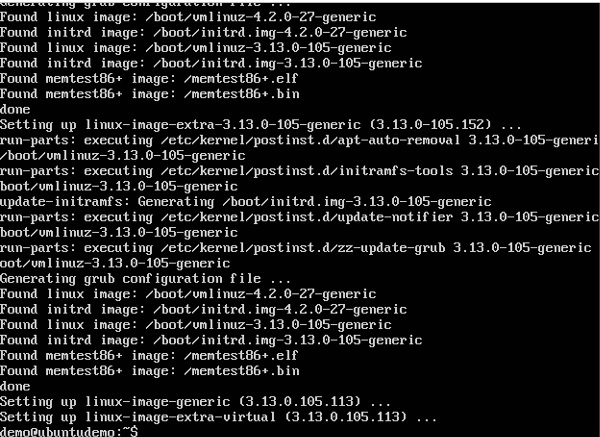 Generating grub configuration file ...
Found linux image: /boot/vmlinuz-4.2.0-27-generic
Found initrd image: /boot/initrd.img-4.2.0-27-generic
Found linux image: /boot/vmlinuz-3.13.0-105-generic
Found initrd image: /boot/initrd.img-3.13.0-105-generic
Found memtest86+ image: /memtest86+.elf
Found memtest86+ image: /memtest86+.bin
done
Setting up linux-image-extra-3.13.0-105-generic (3.13.0-105.152) ...
run-parts: executing /etc/kernel/postinst.d/apt-auto-removal 3.13.0-105-generi
/boot/vmlinuz-3.13.0-105-generic
run-parts: executing /etc/kernel/postinst.d/initramfs-tools 3.13.0-105-generic
boot/vmlinuz-3.13.0-105-generic
update-initramfs: Generating /boot/initrd.img-3.13.0-105-generic
run-parts: executing /etc/kernel/postinst.d/update-notifier 3.13.0-105-generic
boot/vmlinuz-3.13.0-105-generic
run-parts: executing /etc/kernel/postinst.d/zz-update-grub 3.13.0-105-generic
oot/vmlinuz-3.13.0-105-generic
Generating grub configuration file ...
Found linux image: /boot/vmlinuz-4.2.0-27-generic
Found initrd image: /boot/initrd.img-4.2.0-27-generic
Found linux image: /boot/vmlinuz-3.13.0-105-generic
Found initrd image: /boot/initrd.img-3.13.0-105-generic
Found memtest86+ image: /memtest86+.elf
Found memtest86+ image: /memtest86+.bin
done
Setting up linux-image-generic (3.13.0.105.113) ...
Setting up linux-image-extra-virtual (3.13.0.105.113) ...
demo@ubuntudemo:~$